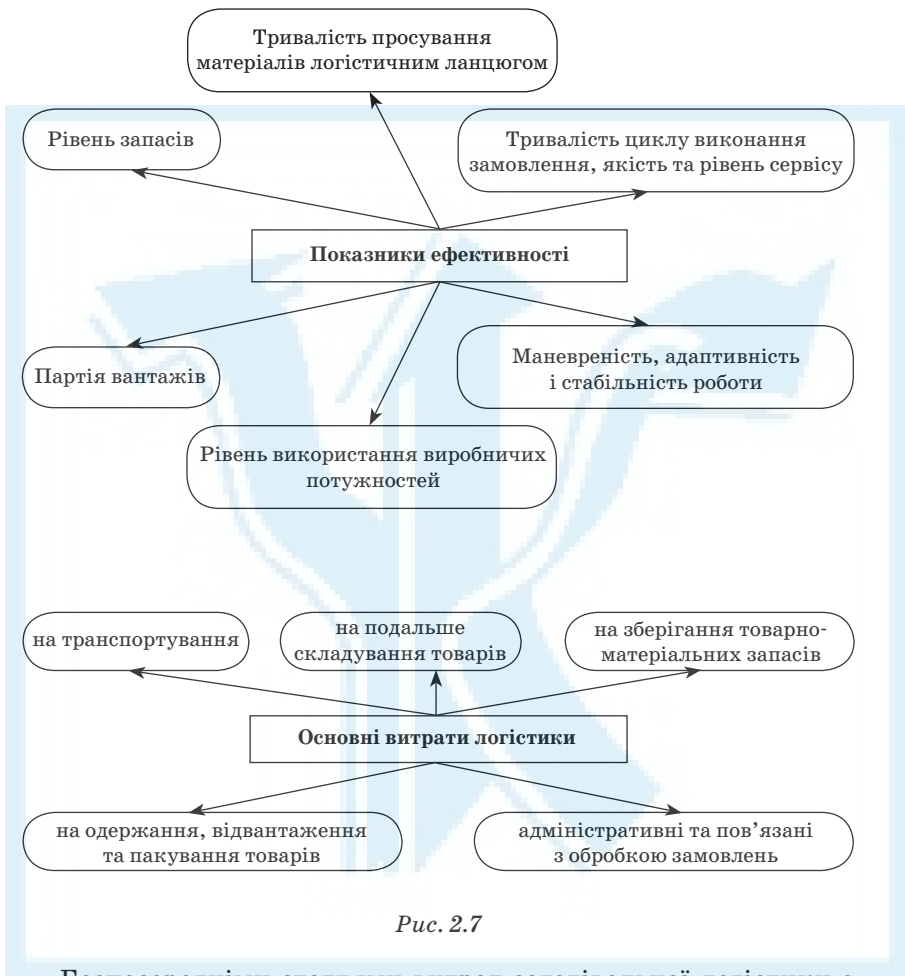 Тривалість просування
матеріалів логістичним ланцюгом
Рівень запасів
Тривалість циклу виконання
замовлення, якість та рівень сервісу
Показники ефективності
Партія вантажів
Маневреність, адаптивність
і стабільність роботи
Рівень використання виробничих
потужностей
на транспортування
на подальше
складування товарів
на зберігання товарно-
матеріальних запасів
Основні витрати логістики
на одержання, відвантаження
та пакування товарів
адміністративні та пов’язані
з обробкою замовлень
Рис. 2.7